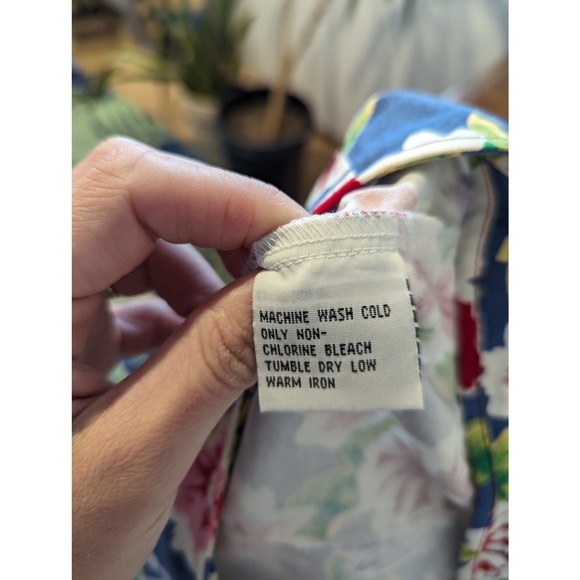 MACHINE WASH COLD
ONLY NON-
CHLORINE BLEACH
TUMBLE DRY LOW
WARM IRON